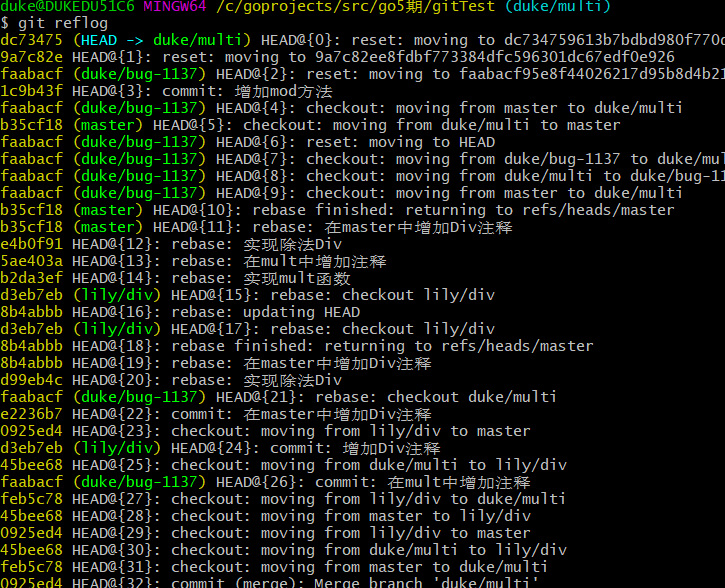 duke@DUKEDU51C6 MINGW64 /c/goprojects/src/go5期/gitTest (duke/multi)
$ git reflog
dc73475 (HEAD -> duke/multi) HEAD@{0}: reset: moving to dc734759613b7bdbd980f770c
9a7c82e HEAD@{1}: reset: moving to 9a7c82ee8fdbf773384dfc596301dc67edf0e926
faabacf (duke/bug-1137) HEAD@{2}: reset: moving to faabacf95e8f44026217d95b8d4b21
1c9b43f HEAD@{3}: commit: 增加mod方法
faabacf (duke/bug-1137) HEAD@{4}: checkout: moving from master to duke/multi
b35cf18 (master) HEAD@{5}: checkout: moving from duke/multi to master
faabacf (duke/bug-1137) HEAD@{6}: reset: moving to HEAD
faabacf (duke/bug-1137) HEAD@{7}: checkout: moving from duke/bug-1137 to duke/mul
faabacf (duke/bug-1137) HEAD@{8}: checkout: moving from duke/multi to duke/bug-11
faabacf (duke/bug-1137) HEAD@{9}: checkout: moving from master to duke/multi
b35cf18 (master) HEAD@{10}: rebase finished: returning to refs/heads/master
b35cf18 (master) HEAD@{11}: rebase: 在master中增加Div注释
e4b0f91 HEAD@{12}: rebase: 实现除法Div
5ae403a HEAD@{13}: rebase: 在mult中增加注释
b2da3ef HEAD@{14}: rebase: 实现mult函数
d3eb7eb (lily/div) HEAD@{15}: rebase: checkout lily/div
8b4abbb HEAD@{16}: rebase: updating HEAD
d3eb7eb (lily/div) HEAD@{17}: rebase: checkout lily/div
8b4abbb HEAD@{18}: rebase finished: returning to refs/heads/master
8b4abbb HEAD@{19}: rebase: 在master中增加Div注释
d99eb4c HEAD@{20}: rebase: 实现除法Div
faabacf (duke/bug-1137) HEAD@{21}: rebase: checkout duke/multi
e2236b7 HEAD@{22}: commit: 在master中增加Div注释
0925ed4 HEAD@{23}: checkout: moving from lily/div to master
d3eb7eb (lily/div) HEAD@{24}: commit: 增加Div注释
45bee68 HEAD@{25}: checkout: moving from duke/multi to lily/div
faabacf (duke/bug-1137) HEAD@{26}: commit: 在mult中增加注释
feb5c78 HEAD@{27}: checkout: moving from lily/div to duke/multi
45bee68 HEAD@{28}: checkout: moving from master to lily/div
0925ed4 HEAD@{29}: checkout: moving from lily/div to master
45bee68 HEAD@{30}: checkout: moving from duke/multi to lily/div
feb5c78 HEAD@{31}: checkout: moving from master to duke/multi
0925ed4 HEAD@{32}: commit (merge): Merge branch 'duke/multi'